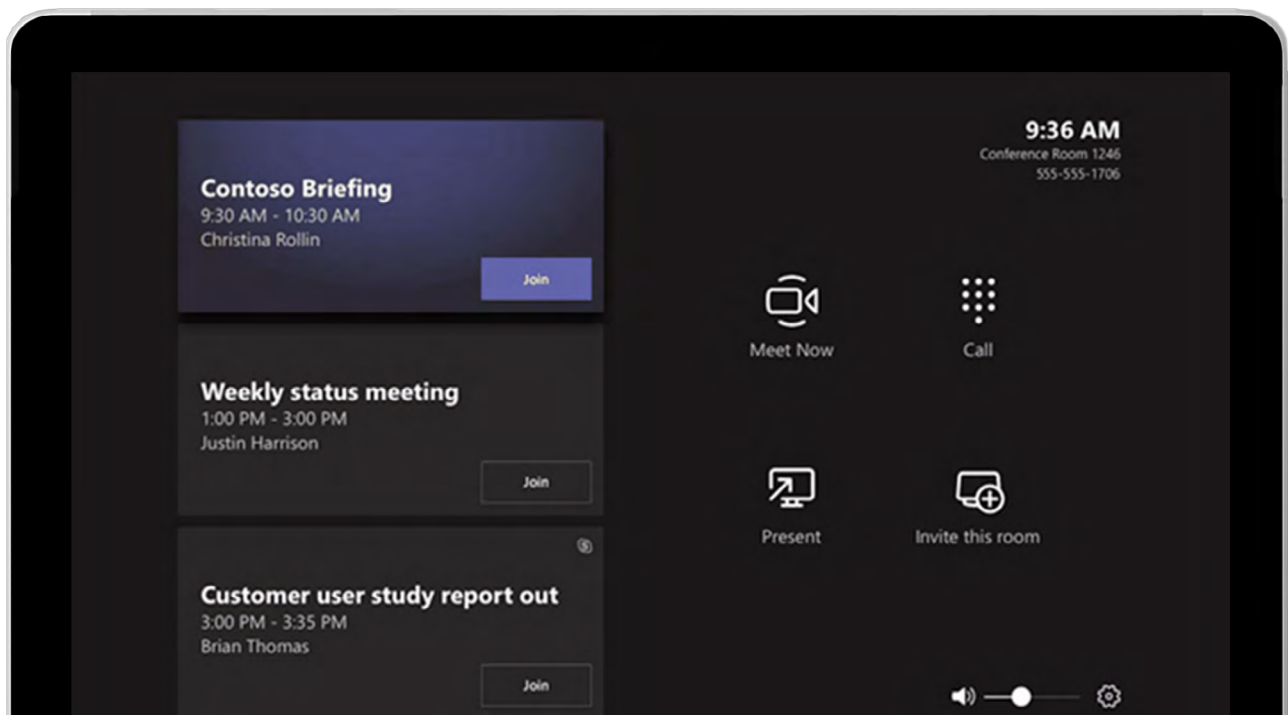 Contoso Briefing
9:30 AM - 10:30 AM
Christina Rollin
Join
Weekly status meeting
1:00 PM - 3:00 PM
Justin Harrison
Join
Customer user study report out
3:00 PM - 3:35 PM
Brian Thomas
Join
9:36 AM
Conference Room 1246
555-555-1706
Meet Now
Call
Present
Invite this room